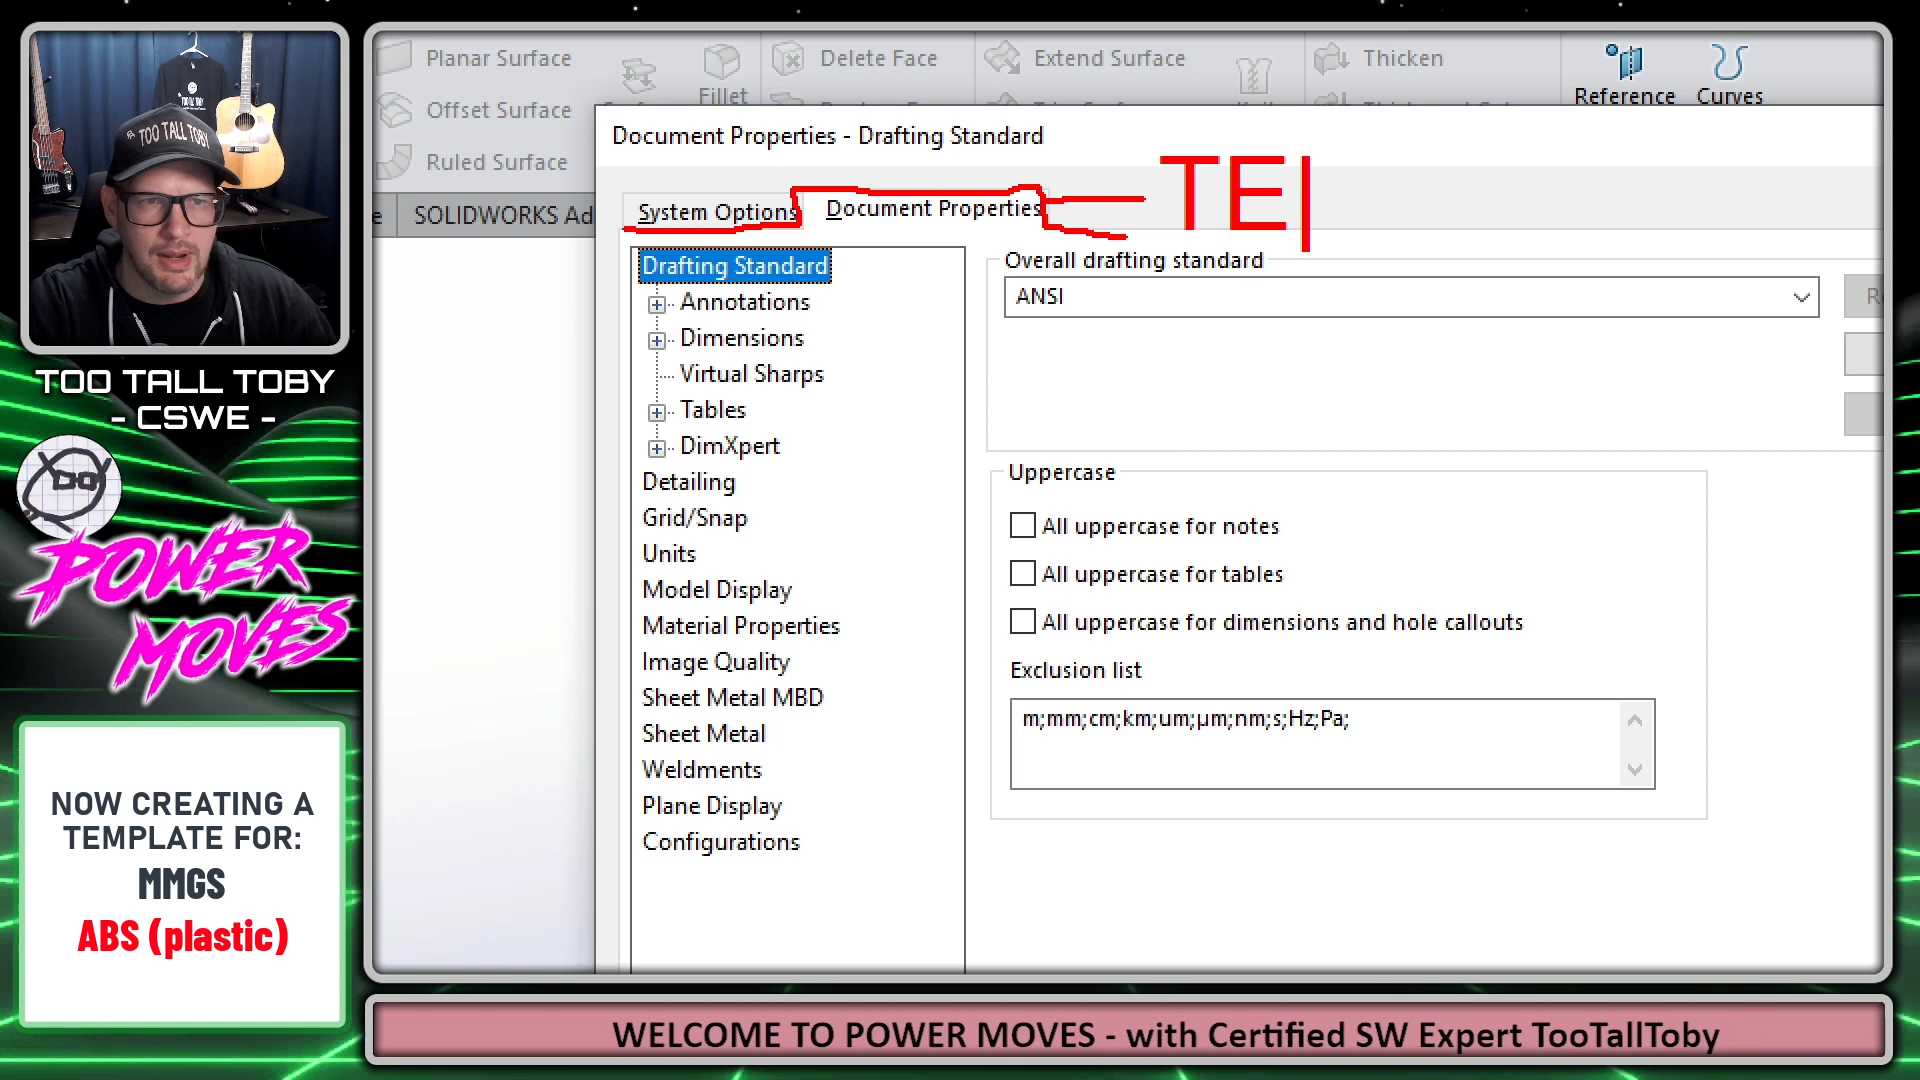 Planar Surface
Offset Surface
Ruled Surface
Fillet
Delete Face
Extend Surface
Thicken
Reference
Curves
SOLIDWORKS Ad
Document Properties - Drafting Standard
System Options
Document Properties
TE
Drafting Standard
Annotations
Dimensions
Virtual Sharps
Tables
DimXpert
Detailing
Grid/Snap
Units
Model Display
Material Properties
Image Quality
Sheet Metal MBD
Sheet Metal
Weldments
Plane Display
Configurations
Overall drafting standard
ANSI
Uppercase
All uppercase for notes
All uppercase for tables
All uppercase for dimensions and hole callouts
Exclusion list
m;mm;cm;km;um;µm;nm;s;Hz;Pa;
TOO TALL TOBY
TOO TALL TOBY
- CSWE -
POWER
MOVES
NOW CREATING A
TEMPLATE FOR:
MMGS
ABS (plastic)
WELCOME TO POWER MOVES - with Certified SW Expert TooTallToby